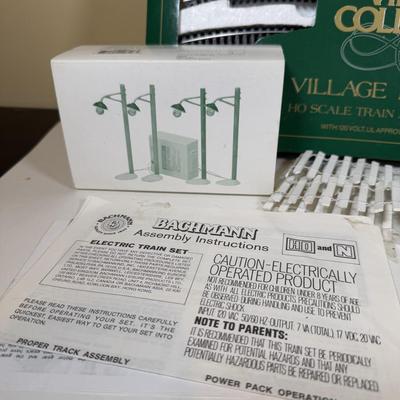 COLLE
VILLAGE
HO SCALE TRAIN
WITH 120 VOLT, UL APPROV
BACHMANN
BACHMANN
Assembly Instructions
HO and N
ELECTRIC TRAIN SET
PLEASE READ THESE INSTRUCTIONS CAREFULLY
BEFORE OPERATING YOUR SET. IT'S THE
QUICKEST, EASIEST WAY TO GET YOUR SET INTO
OPERATION.
PROPER TRACK ASSEMBLY
CAUTION-ELECTRICALLY
OPERATED PRODUCT
NOT RECOMMENDED FOR CHILDREN UNDER 8 YEARS OF AGE
AS WITH ALL ELECTRIC PRODUCTS, PRECAUTIONS SHOULD
BE OBSERVED DURING HANDLING AND USE TO PREVENT
ELECTRIC SHOCK.
INPUT: 120 VAC, 50/60 HZ- OUTPUT: 7 VA (TOTAL), 17 VDC, 20 VAC
NOTE TO PARENTS:
IT IS RECOMMENDED THAT THIS TRAIN SET BE PERIODICALLY
EXAMINED FOR POTENTIAL HAZARDS AND THAT ANY
POTENTIALLY HAZARDOUS PARTS BE REPAIRED OR REPLACED.
POWER PACK OPERATION